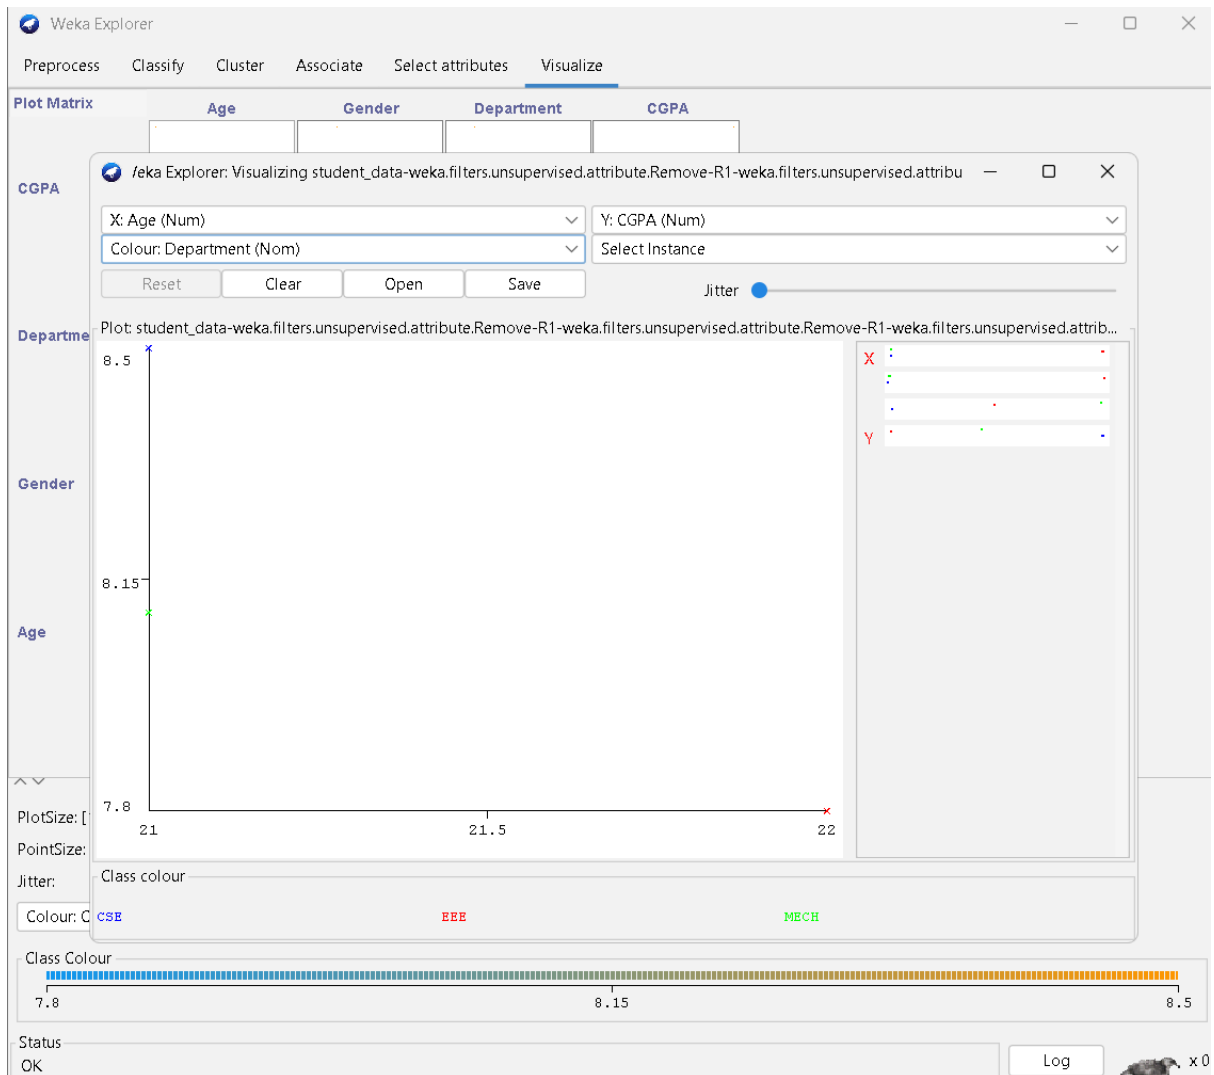 Weka Explorer
Preprocess Classify Cluster Associate Select attributes Visualize
Plot Matrix Age Gender Department CGPA
/eka Explorer: Visualizing student_data-weka.filters.unsupervised.attribute.Remove-R1-weka.filters.unsupervised.attribu
CGPA
X: Age (Num) Y: CGPA (Num)
Colour: Department (Nom) Select Instance
Reset Clear Open Save Jitter
Plot: student_data-weka.filters.unsupervised.attribute.Remove-R1-weka.filters.unsupervised.attribute.Remove-R1-weka.filters.unsupervised.attrib...
Departme
8.5 X
Y
Gender
8.15
Age
7.8
21 21.5 22
PlotSize: [
PointSize:
Jitter:
Class colour
Colour: C CSE EEE MECH
Class Colour
7.8 8.15 8.5
Status
OK Log x 0